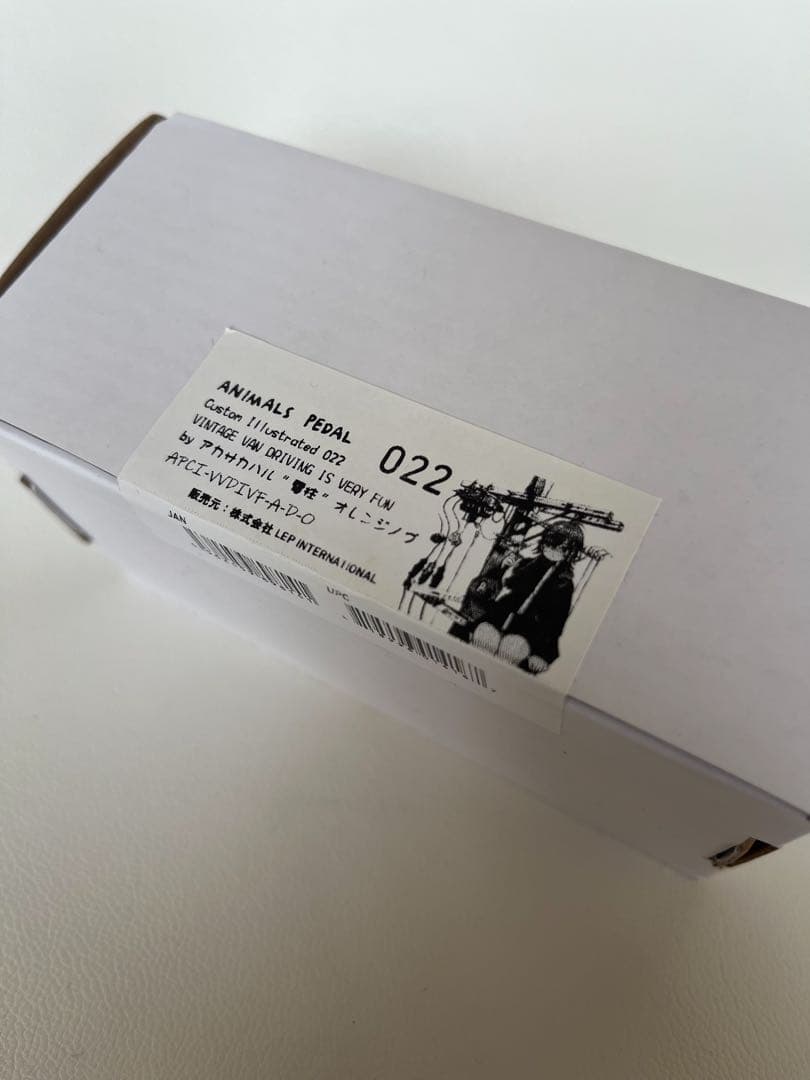 ANIMALS PEDAL
Custom Illustrated 022
VINTAGE VAN DRIVING IS VERY FUN
by アカサカハル "電柱" オレンジノブ
APCI-VVDIVF-A-D-O
販売元：株式会社 LEP INTERNATIONAL
022
JAN
UPC